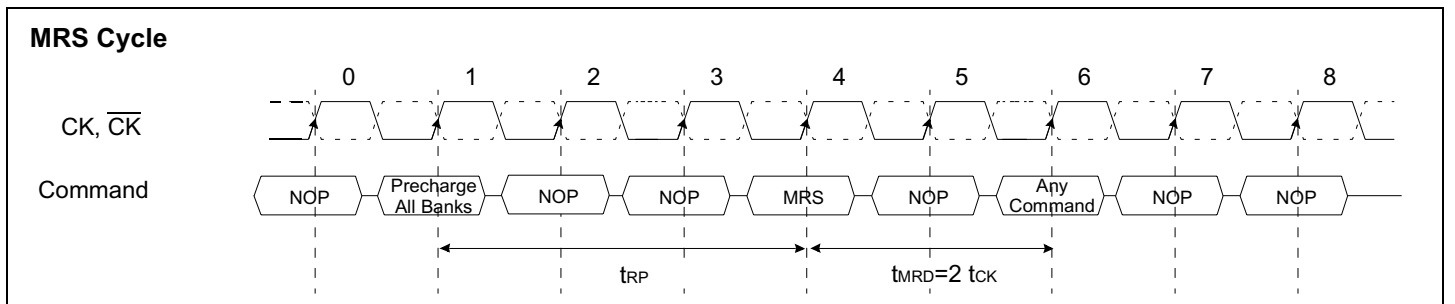 MRS Cycle
0 1 2 3 4 5 6 7 8
CK, C̅K̅
Command
NOP Precharge All Banks NOP NOP MRS NOP Any Command NOP NOP
tRP tMRD=2 tCK